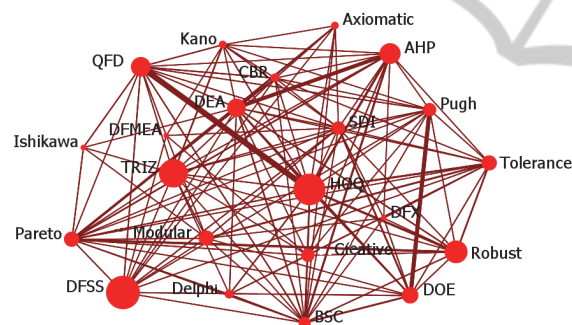 Axiomatic
Kano
AHP
QFD
CBR
DEA
Pugh
SDI
DFMEA
Ishikawa
Tolerance
TRIZ
HOQ
DFX
Pareto
Modular
Creative
Robust
DFSS
Delphi
DOE
BSC